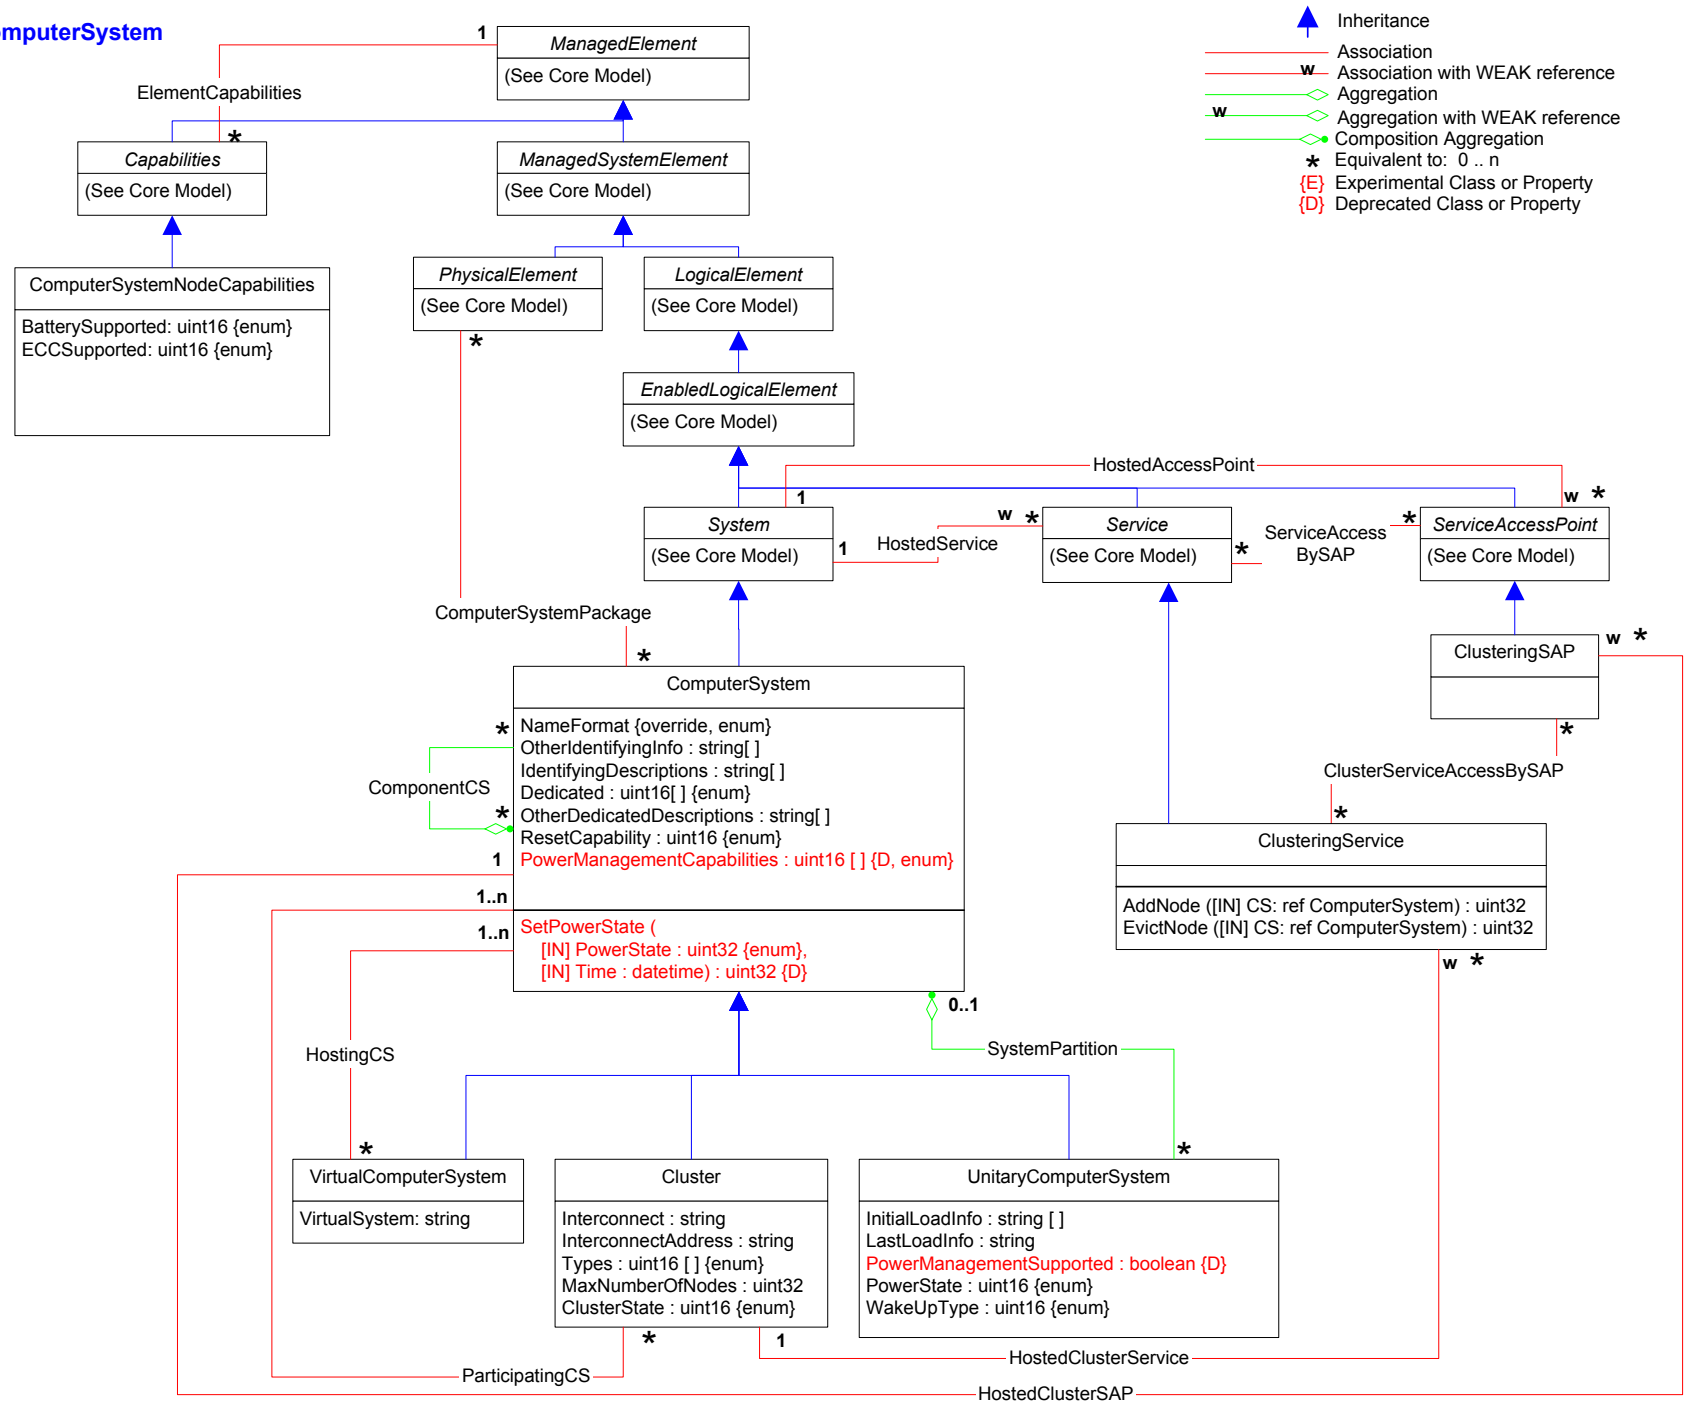 mputerSystem
Inheritance
Association
w Association with WEAK reference
Aggregation
w Aggregation with WEAK reference
Composition Aggregation
* Equivalent to: 0 .. n
{E} Experimental Class or Property
{D} Deprecated Class or Property
1
ManagedElement
(See Core Model)
ElementCapabilities
*
Capabilities
(See Core Model)
ManagedSystemElement
(See Core Model)
ComputerSystemNodeCapabilities
BatterySupported: uint16 {enum}
ECCSupported: uint16 {enum}
PhysicalElement
(See Core Model)
*
LogicalElement
(See Core Model)
EnabledLogicalElement
(See Core Model)
HostedAccessPoint
1
w *
System
(See Core Model)
1
HostedService
w *
Service
(See Core Model)
*
ServiceAccess
BySAP
*
ServiceAccessPoint
(See Core Model)
ComputerSystemPackage
*
ClusteringSAP
w *
*
ClusterServiceAccessBySAP
*
ComputerSystem
NameFormat {override, enum}
OtherIdentifyingInfo : string[ ]
IdentifyingDescriptions : string[ ]
Dedicated : uint16[ ] {enum}
OtherDedicatedDescriptions : string[ ]
ResetCapability : uint16 {enum}
PowerManagementCapabilities : uint16 [ ] {D, enum}
SetPowerState (
[IN] PowerState : uint32 {enum},
[IN] Time : datetime) : uint32 {D}
*
ComponentCS
*
1
1..n
1..n
ClusteringService
AddNode ([IN] CS: ref ComputerSystem) : uint32
EvictNode ([IN] CS: ref ComputerSystem) : uint32
w *
0..1
SystemPartition
HostingCS
*
*
VirtualComputerSystem
VirtualSystem: string
Cluster
Interconnect : string
InterconnectAddress : string
Types : uint16 [ ] {enum}
MaxNumberOfNodes : uint32
ClusterState : uint16 {enum}
UnitaryComputerSystem
InitialLoadInfo : string [ ]
LastLoadInfo : string
PowerManagementSupported : boolean {D}
PowerState : uint16 {enum}
WakeUpType : uint16 {enum}
*
1
HostedClusterService
ParticipatingCS
HostedClusterSAP